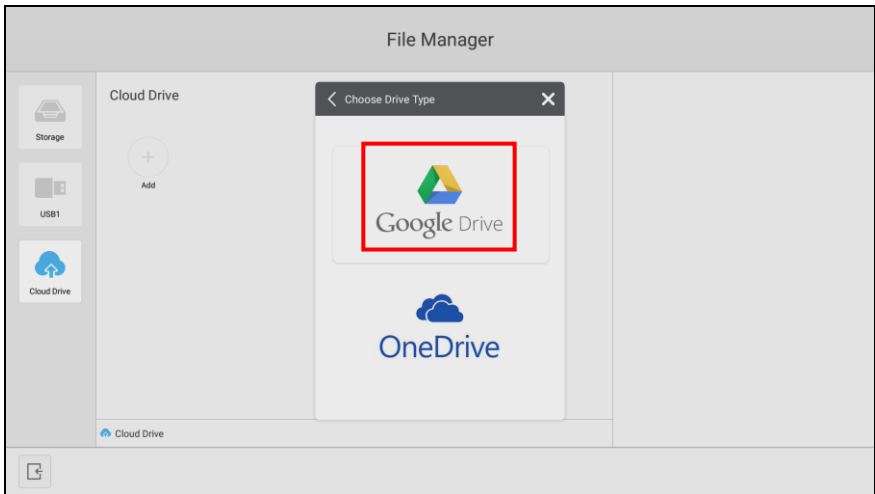 File Manager
Storage
USB1
Cloud Drive
Cloud Drive
Add
Choose Drive Type
Google Drive
OneDrive
Cloud Drive